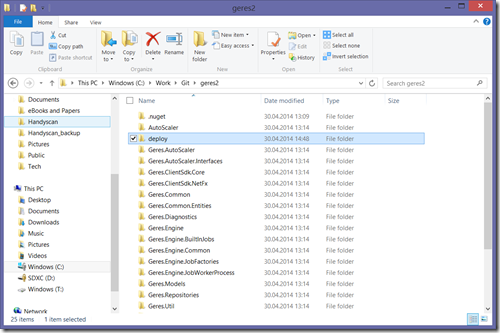 geres2
File
Home
Share
View
Copy
Paste
Cut
Copy path
Paste shortcut
Clipboard
Move to
Copy to
Delete
Rename
Organize
New folder
New item
Easy access
New
Properties
Open
Edit
History
Open
Select all
Select none
Invert selection
Select
This PC
Windows (C:)
Work
Git
geres2
Search geres2
Name
Date modified
Type
Size
Documents
eBooks and Papers
Handyscan
Handyscan_backup
Pictures
Public
Tech
This PC
Desktop
Documents
Downloads
Music
Pictures
Videos
Windows (C:)
SDXC (D:)
Windows (T:)
Network
.nuget 30.04.2014 13:09 File folder
AutoScaler 30.04.2014 13:14 File folder
deploy 30.04.2014 14:48 File folder
Geres.AutoScaler 30.04.2014 13:14 File folder
Geres.AutoScaler.Interfaces 30.04.2014 13:14 File folder
Geres.ClientSdk.Core 30.04.2014 13:14 File folder
Geres.ClientSdk.NetFx 30.04.2014 13:14 File folder
Geres.Common 30.04.2014 13:14 File folder
Geres.Common.Entities 30.04.2014 13:14 File folder
Geres.Diagnostics 30.04.2014 13:14 File folder
Geres.Engine 30.04.2014 13:14 File folder
Geres.Engine.BuiltInJobs 30.04.2014 13:14 File folder
Geres.Engine.Common 30.04.2014 13:14 File folder
Geres.Engine.JobFactories 30.04.2014 13:14 File folder
Geres.Engine.JobWorkerProcess 30.04.2014 13:14 File folder
Geres.Models 30.04.2014 13:14 File folder
Geres.Repositories 30.04.2014 13:14 File folder
Geres.Util 30.04.2014 13:14 File folder
25 items 1 item selected